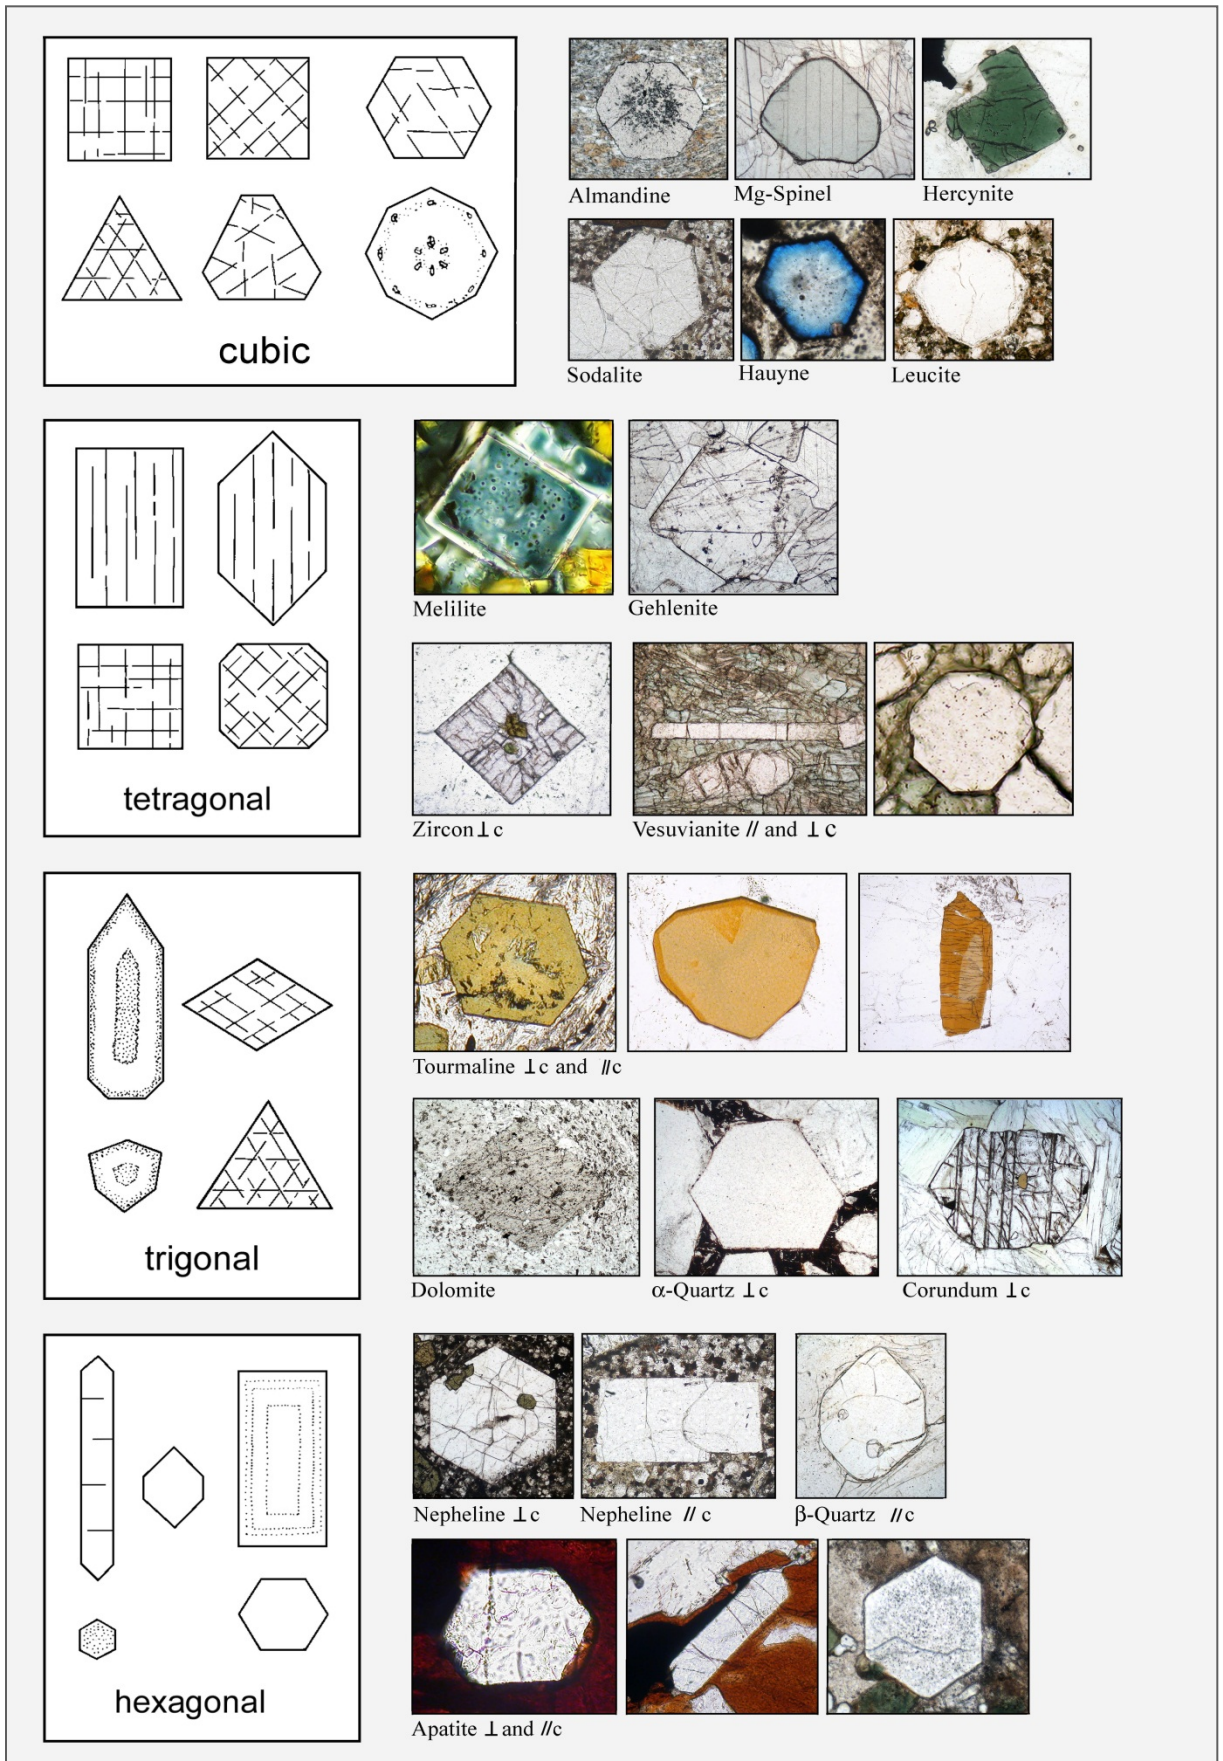 Almandine
Mg-Spinel
Hercynite
Sodalite
Hauyne
Leucite
cubic
Melilite
Gehlenite
Zircon ⊥ c
Vesuvianite // and ⊥ c
tetragonal
Tourmaline ⊥c and //c
Dolomite
α-Quartz ⊥c
Corundum ⊥c
trigonal
Nepheline ⊥c
Nepheline // c
β-Quartz //c
Apatite ⊥ and //c
hexagonal